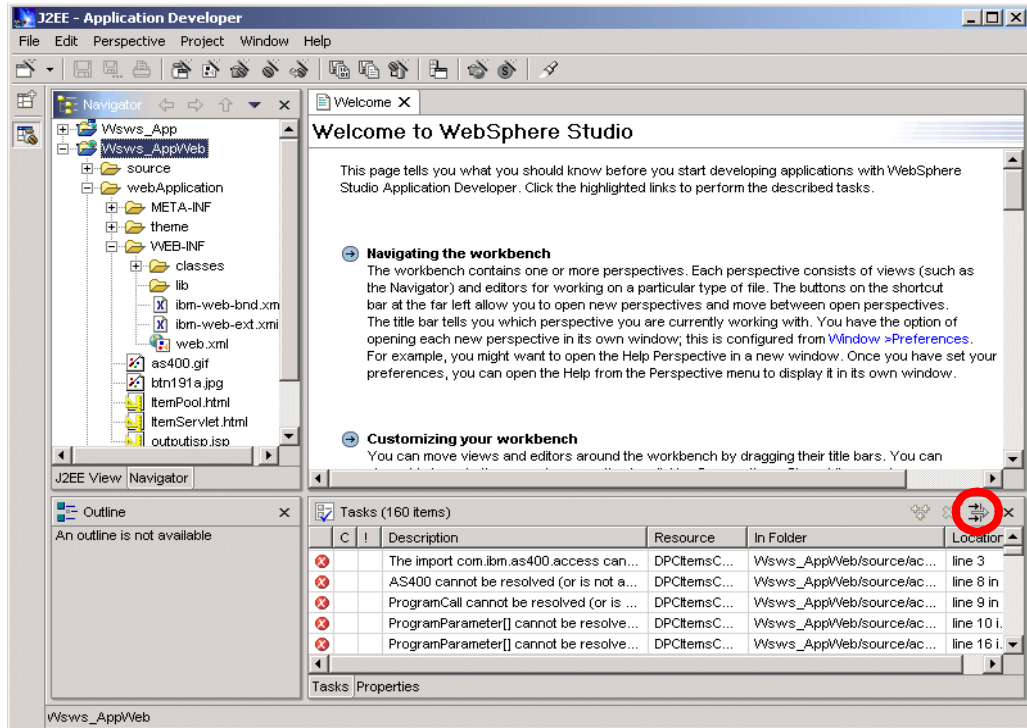 J2EE - Application Developer
File Edit Perspective Project Window Help
Navigator
Wsws_App
Wsws_AppWeb
source
webApplication
META-INF
theme
WEB-INF
classes
lib
ibm-web-bnd.xm
ibm-web-ext.xmi
web.xml
as400.gif
btn191a.jpg
ItemPool.html
ItemServlet.html
outputjsp.jsp
J2EE View Navigator
Welcome
Welcome to WebSphere Studio
This page tells you what you should know before you start developing applications with WebSphere
Studio Application Developer. Click the highlighted links to perform the described tasks.
Navigating the workbench
The workbench contains one or more perspectives. Each perspective consists of views (such as
the Navigator) and editors for working on a particular type of file. The buttons on the shortcut
bar at the far left allow you to open new perspectives and move between open perspectives.
The title bar tells you which perspective you are currently working with. You have the option of
opening each new perspective in its own window; this is configured from Window >Preferences.
For example, you might want to open the Help Perspective in a new window. Once you have set your
preferences, you can open the Help from the Perspective menu to display it in its own window.
Customizing your workbench
You can move views and editors around the workbench by dragging their title bars. You can
Outline
An outline is not available
Tasks (160 items)
C ! Description Resource In Folder Location
The import com.ibm.as400.access can... DPCItemsC... Wsws_AppWeb/source/ac... line 3
AS400 cannot be resolved (or is not a... DPCItemsC... Wsws_AppWeb/source/ac... line 8 in
ProgramCall cannot be resolved (or is ... DPCItemsC... Wsws_AppWeb/source/ac... line 9 in
ProgramParameter[] cannot be resolve... DPCItemsC... Wsws_AppWeb/source/ac... line 10 i.
ProgramParameter[] cannot be resolve... DPCItemsC... Wsws_AppWeb/source/ac... line 16 i.
Tasks Properties
Wsws_AppWeb